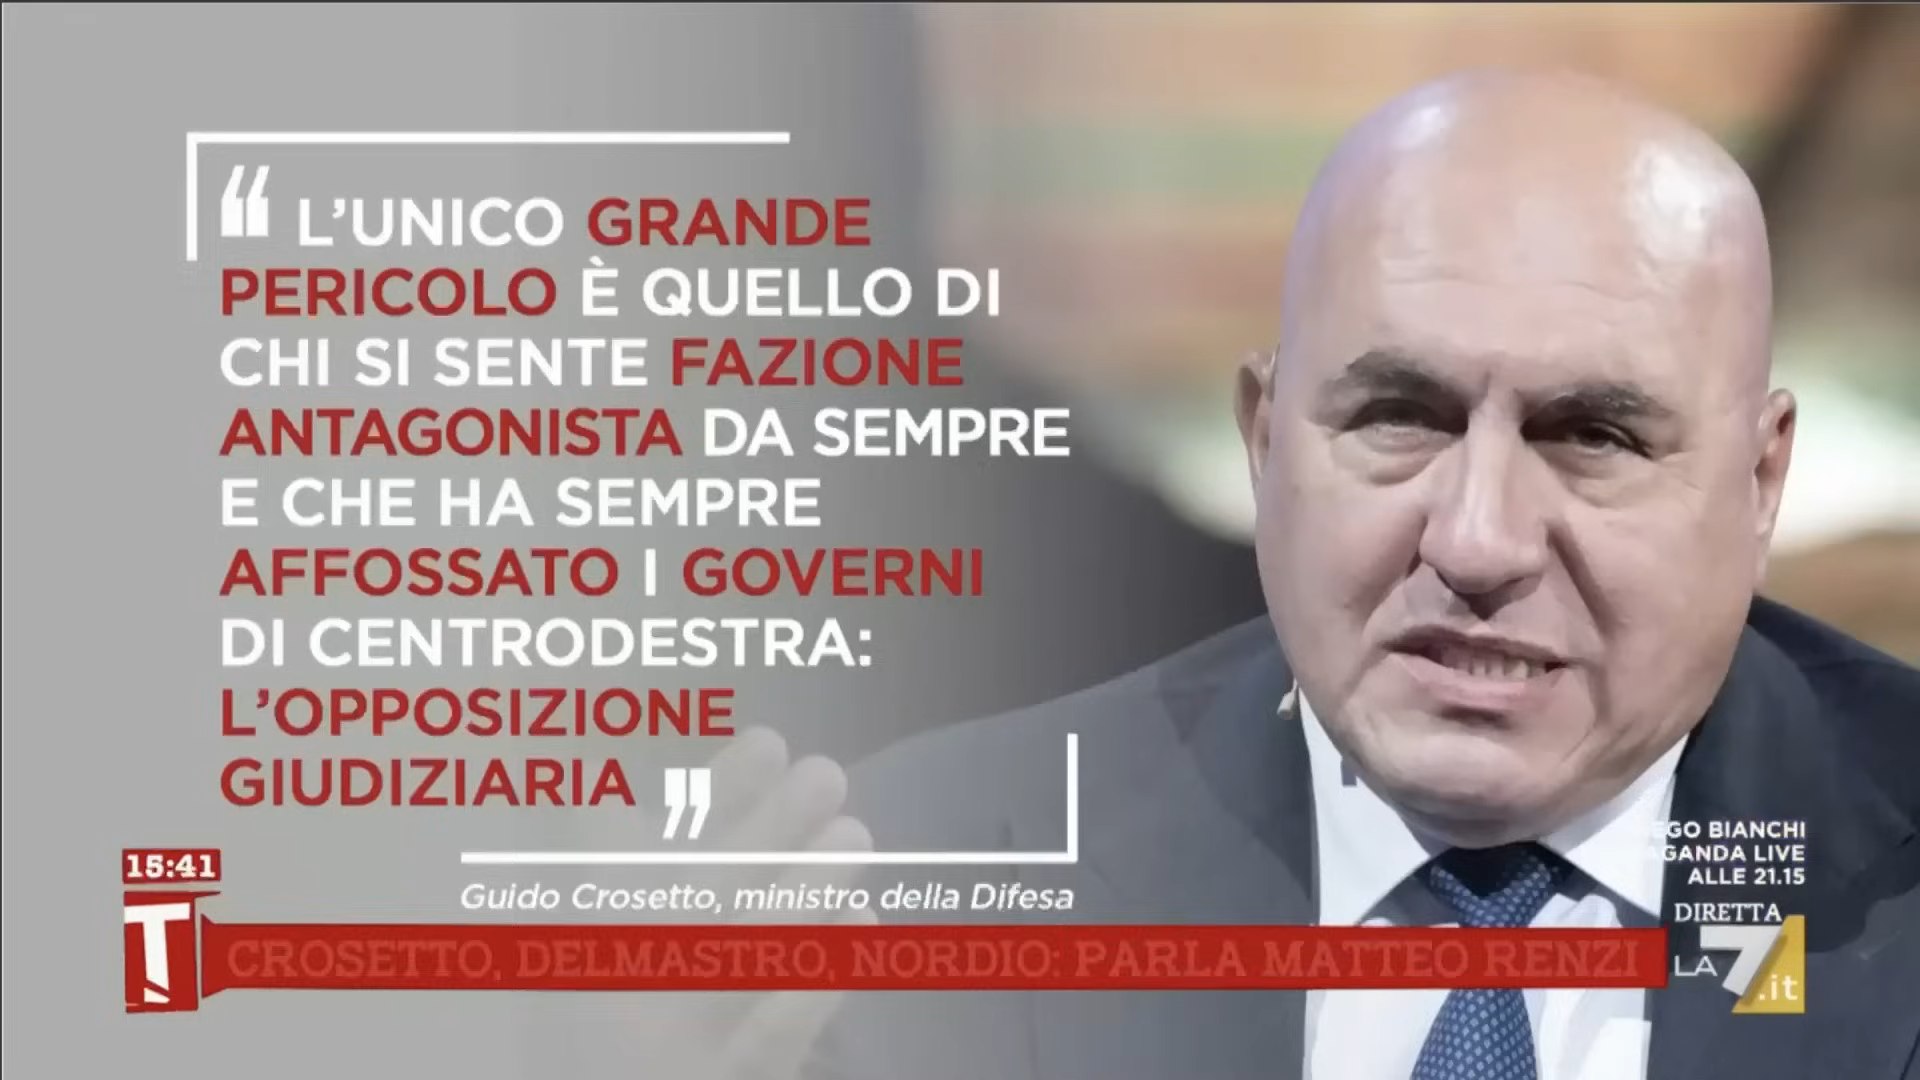 “ L’UNICO GRANDE
PERICOLO È QUELLO DI
CHI SI SENTE FAZIONE
ANTAGONISTA DA SEMPRE
E CHE HA SEMPRE
AFFOSSATO I GOVERNI
DI CENTRODESTRA:
L’OPPOSIZIONE
GIUDIZIARIA ”
Guido Crosetto, ministro della Difesa
15:41
T
CROSETTO, DELMASTRO, NORDIO: PARLA MATTEO RENZI
EGO BIANCHI
AGANDA LIVE
ALLE 21.15
DIRETTA
LA7.it